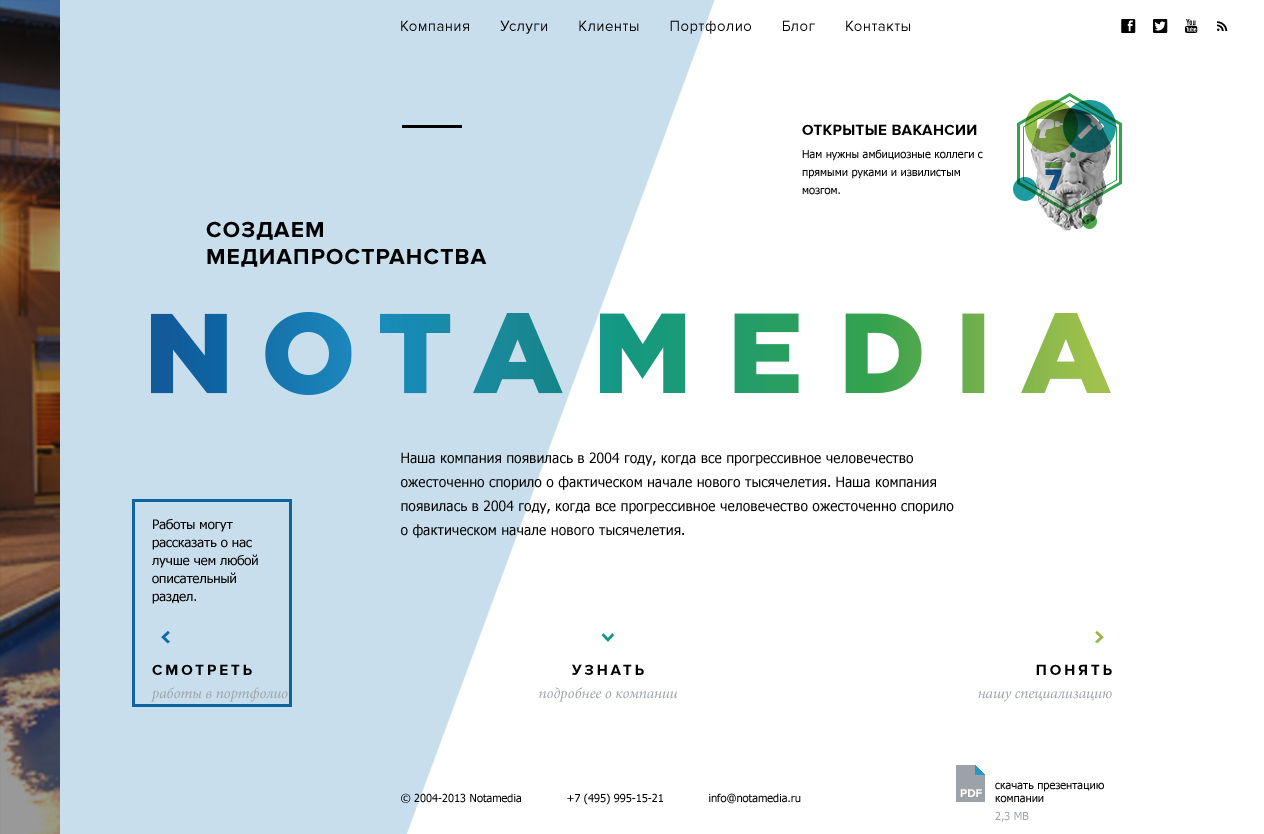 Компания Услуги Клиенты Портфолио Блог Контакты
ОТКРЫТЫЕ ВАКАНСИИ
Нам нужны амбициозные коллеги с
прямыми руками и извилистым
мозгом.
7
СОЗДАЕМ
МЕДИАПРОСТРАНСТВА
NOTAMEDIA
Наша компания появилась в 2004 году, когда все прогрессивное человечество
ожесточенно спорило о фактическом начале нового тысячелетия. Наша компания
появилась в 2004 году, когда все прогрессивное человечество ожесточенно спорило
о фактическом начале нового тысячелетия.
Работы могут
рассказать о нас
лучше чем любой
описательный
раздел.
СМОТРЕТЬ
работы в портфолио
УЗНАТЬ
подробнее о компании
ПОНЯТЬ
нашу специализацию
© 2004-2013 Notamedia
+7 (495) 995-15-21
info@notamedia.ru
PDF
скачать презентацию
компании
2,3 MB